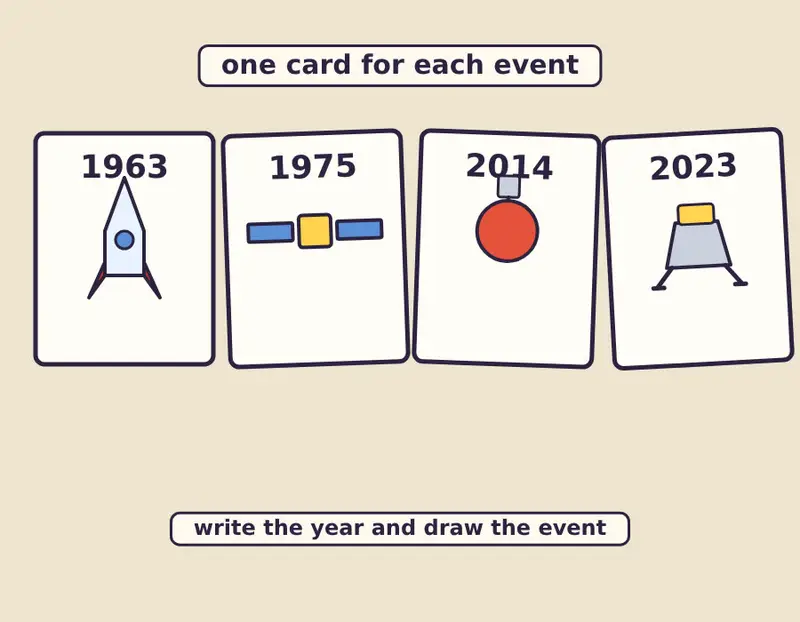 one card for each event
1963
1975
2014
2023
write the year and draw the event